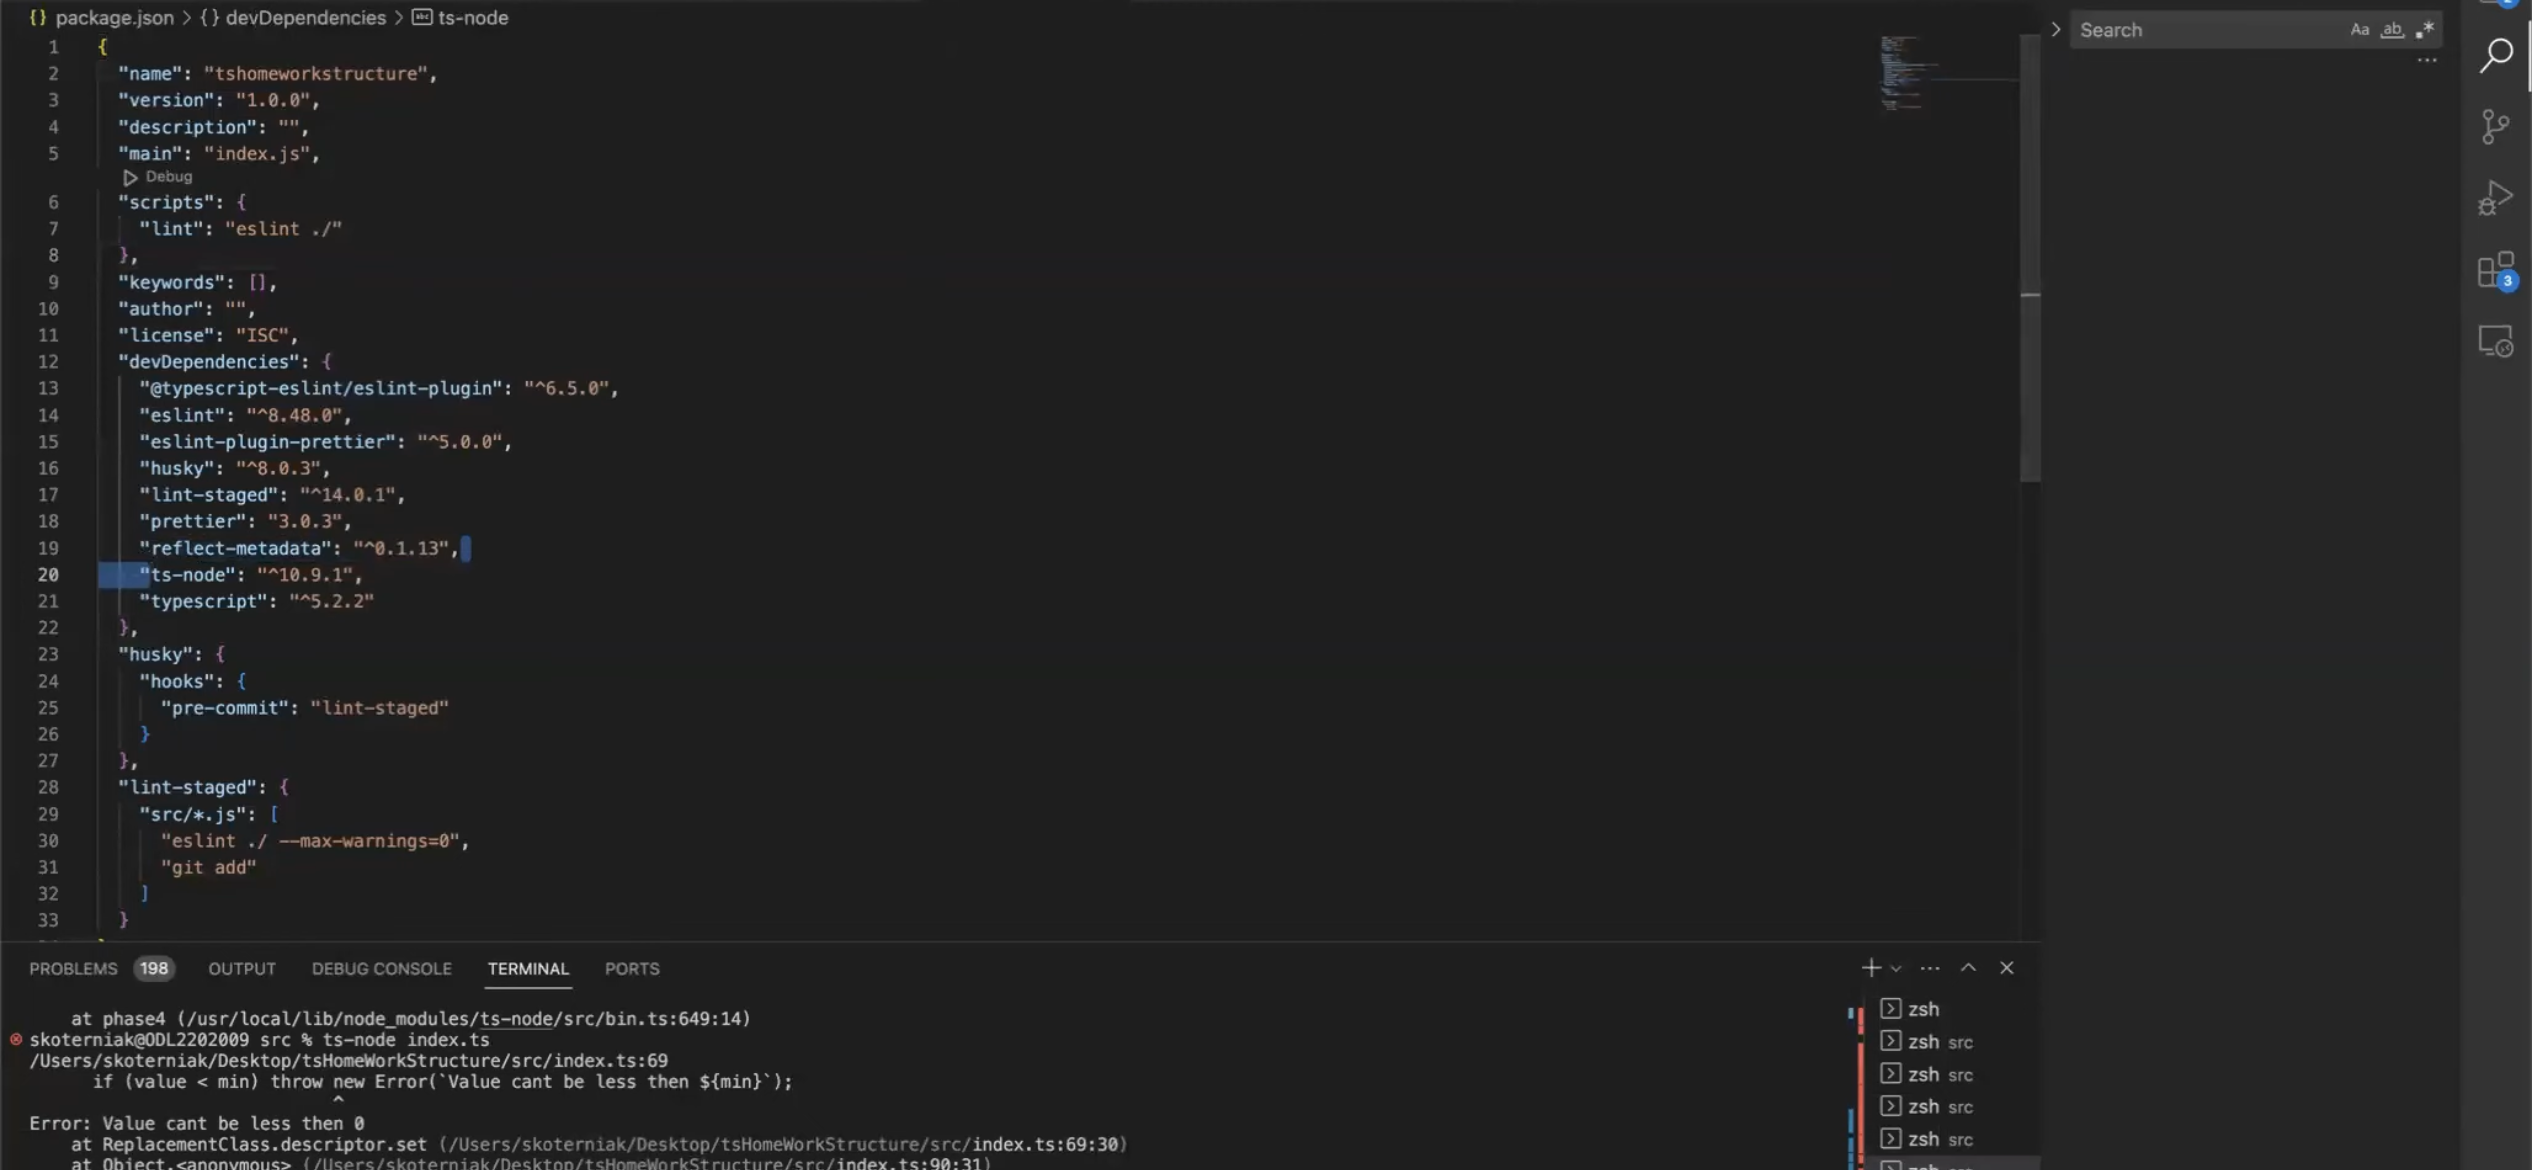 {} package.json > {} devDependencies > abc ts-node
1 {
2 "name": "tshomeworkstructure",
3 "version": "1.0.0",
4 "description": "",
5 "main": "index.js",
Debug
6 "scripts": {
7 "lint": "eslint ./"
8 },
9 "keywords": [],
10 "author": "",
11 "license": "ISC",
12 "devDependencies": {
13 "@typescript-eslint/eslint-plugin": "^6.5.0",
14 "eslint": "^8.48.0",
15 "eslint-plugin-prettier": "^5.0.0",
16 "husky": "^8.0.3",
17 "lint-staged": "^14.0.1",
18 "prettier": "3.0.3",
19 "reflect-metadata": "^0.1.13",
20 "ts-node": "^10.9.1",
21 "typescript": "^5.2.2"
22 },
23 "husky": {
24 "hooks": {
25 "pre-commit": "lint-staged"
26 }
27 },
28 "lint-staged": {
29 "src/*.js": [
30 "eslint ./ --max-warnings=0",
31 "git add"
32 ]
33 }
Search Aa ab .*
...
3
PROBLEMS 198 OUTPUT DEBUG CONSOLE TERMINAL PORTS
at phase4 (/usr/local/lib/node_modules/ts-node/src/bin.ts:649:14)
skoterniak@ODL2202009 src % ts-node index.ts
/Users/skoterniak/Desktop/tsHomeWorkStructure/src/index.ts:69
if (value < min) throw new Error(`Value cant be less then ${min}`);
^
Error: Value cant be less then 0
at ReplacementClass.descriptor.set (/Users/skoterniak/Desktop/tsHomeWorkStructure/src/index.ts:69:30)
at Object.<anonymous> (/Users/skoterniak/Desktop/tsHomeWorkStructure/src/index.ts:90:31)
zsh
zsh src
zsh src
zsh src
zsh src